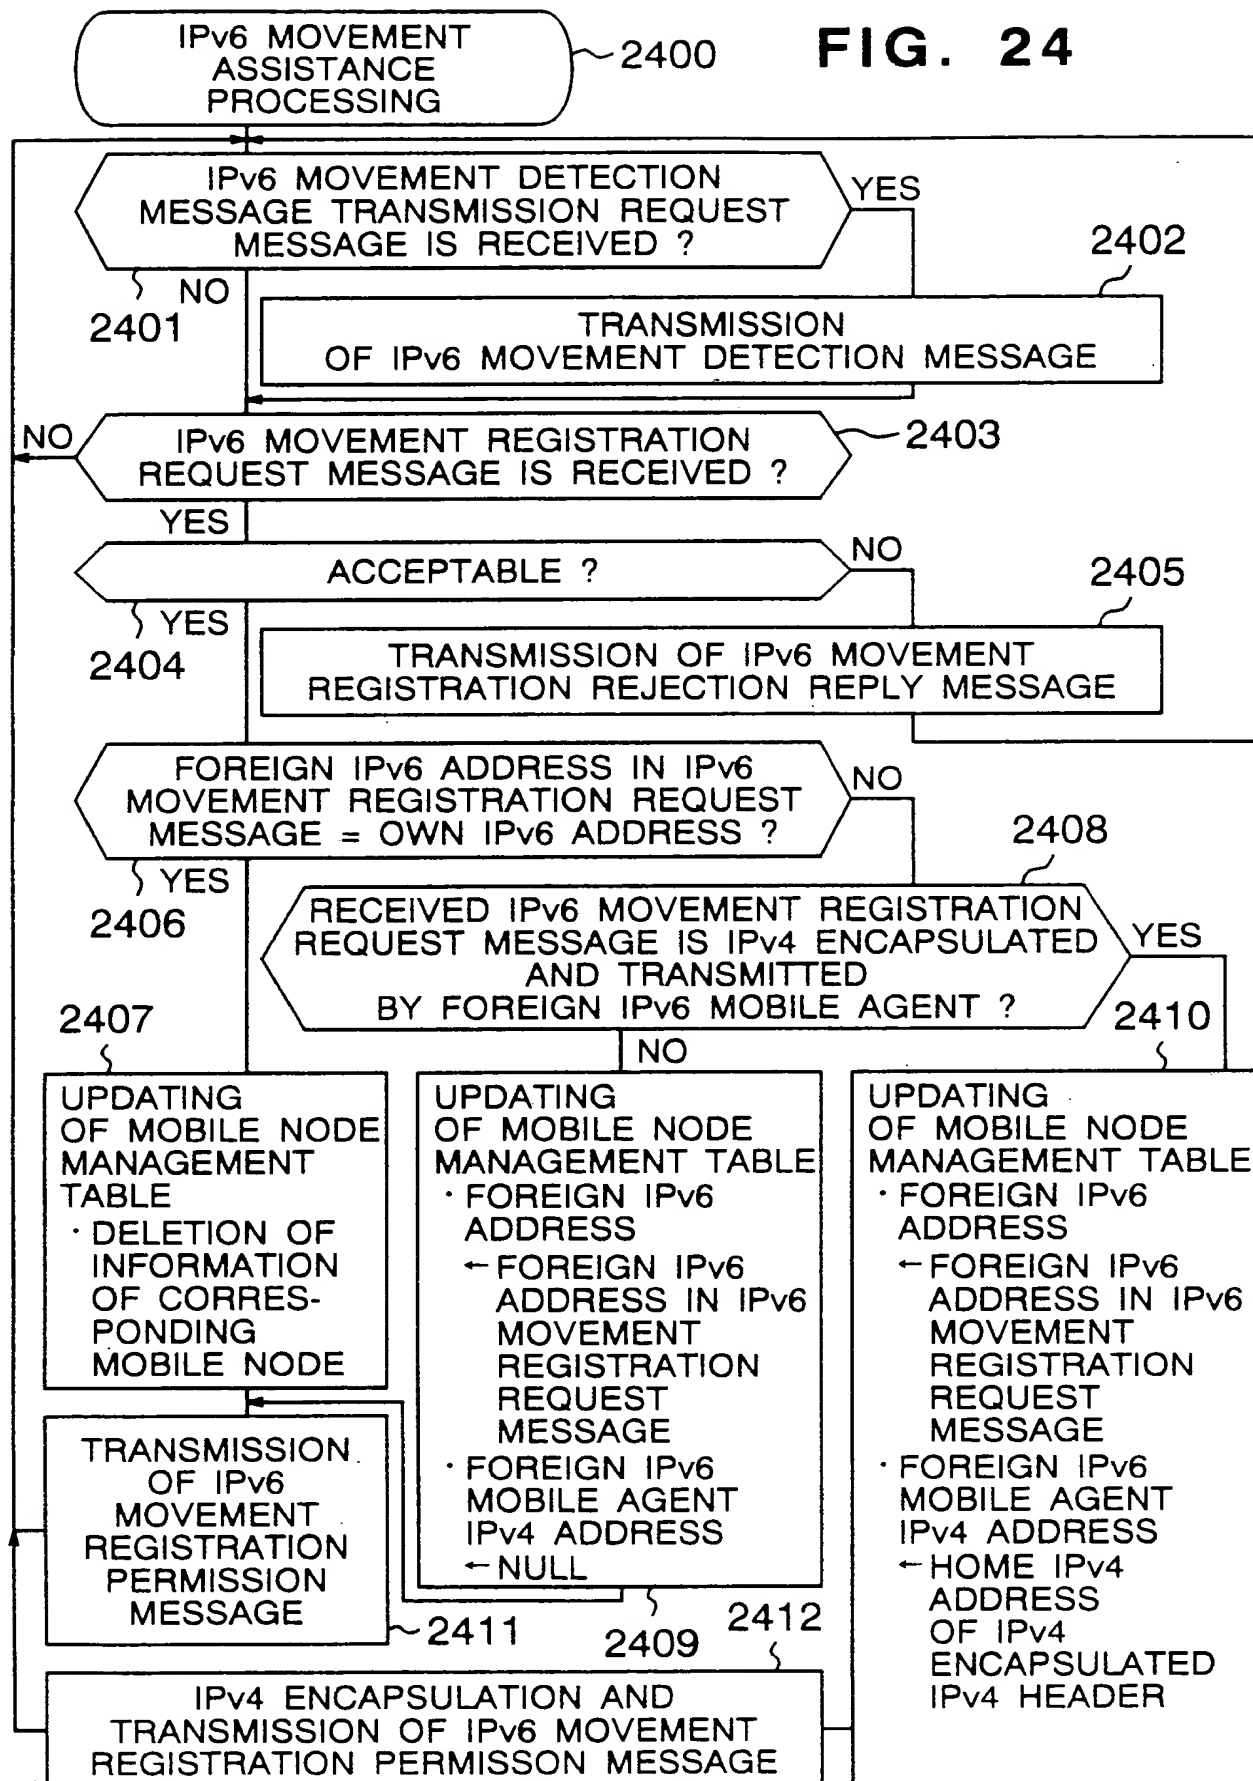 FIG. 24
IPv6 MOVEMENT
ASSISTANCE
PROCESSING
2400
IPv6 MOVEMENT DETECTION
MESSAGE TRANSMISSION REQUEST
MESSAGE IS RECEIVED ?
YES
2401
NO
2402
TRANSMISSION
OF IPv6 MOVEMENT DETECTION MESSAGE
NO
IPv6 MOVEMENT REGISTRATION
REQUEST MESSAGE IS RECEIVED ?
2403
YES
ACCEPTABLE ?
NO
2404
YES
2405
TRANSMISSION OF IPv6 MOVEMENT
REGISTRATION REJECTION REPLY MESSAGE
FOREIGN IPv6 ADDRESS IN IPv6
MOVEMENT REGISTRATION REQUEST
MESSAGE = OWN IPv6 ADDRESS ?
NO
2406
YES
2408
RECEIVED IPv6 MOVEMENT REGISTRATION
REQUEST MESSAGE IS IPv4 ENCAPSULATED
AND TRANSMITTED
BY FOREIGN IPv6 MOBILE AGENT ?
YES
NO
2407
UPDATING
OF MOBILE NODE
MANAGEMENT
TABLE
· DELETION OF
INFORMATION
OF CORRES-
PONDING
MOBILE NODE
UPDATING
OF MOBILE NODE
MANAGEMENT TABLE
· FOREIGN IPv6
ADDRESS
← FOREIGN IPv6
ADDRESS IN IPv6
MOVEMENT
REGISTRATION
REQUEST
MESSAGE
· FOREIGN IPv6
MOBILE AGENT
IPv4 ADDRESS
← NULL
2409
2410
UPDATING
OF MOBILE NODE
MANAGEMENT TABLE
· FOREIGN IPv6
ADDRESS
← FOREIGN IPv6
ADDRESS IN IPv6
MOVEMENT
REGISTRATION
REQUEST
MESSAGE
· FOREIGN IPv6
MOBILE AGENT
IPv4 ADDRESS
← HOME IPv4
ADDRESS
OF IPv4
ENCAPSULATED
IPv4 HEADER
TRANSMISSION
OF IPv6
MOVEMENT
REGISTRATION
PERMISSION
MESSAGE
2411
2412
IPv4 ENCAPSULATION AND
TRANSMISSION OF IPv6 MOVEMENT
REGISTRATION PERMISSON MESSAGE